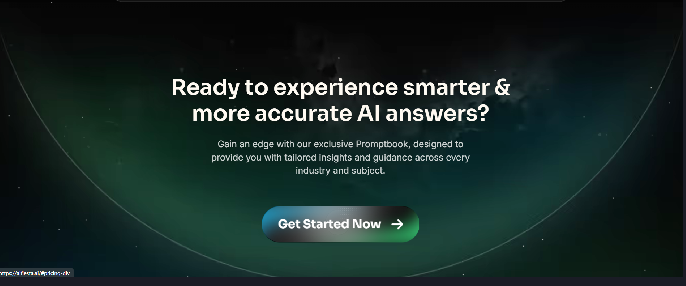 Ready to experience smarter &
more accurate AI answers?
Gain an edge with our exclusive Promptbook, designed to
provide you with tailored insights and guidance across every
industry and subject.
Get Started Now →